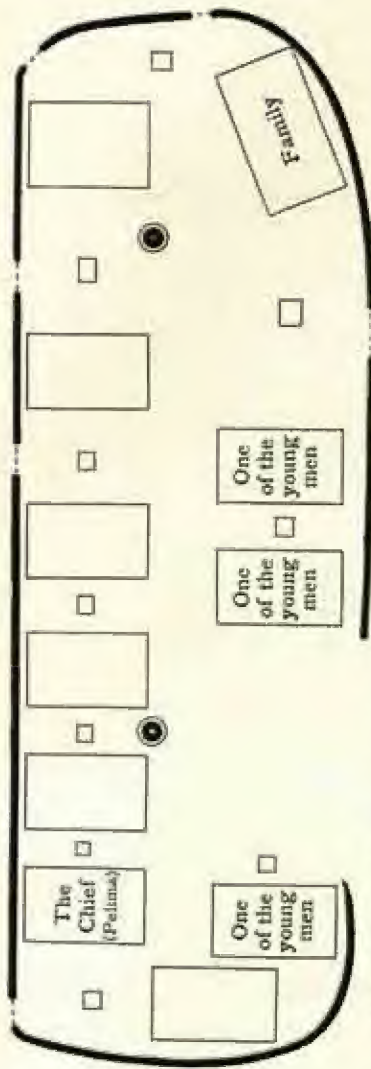 Family
One
of the
young
men
One
of the
young
men
The
Chief
(Pelima)
One
of the
young
men